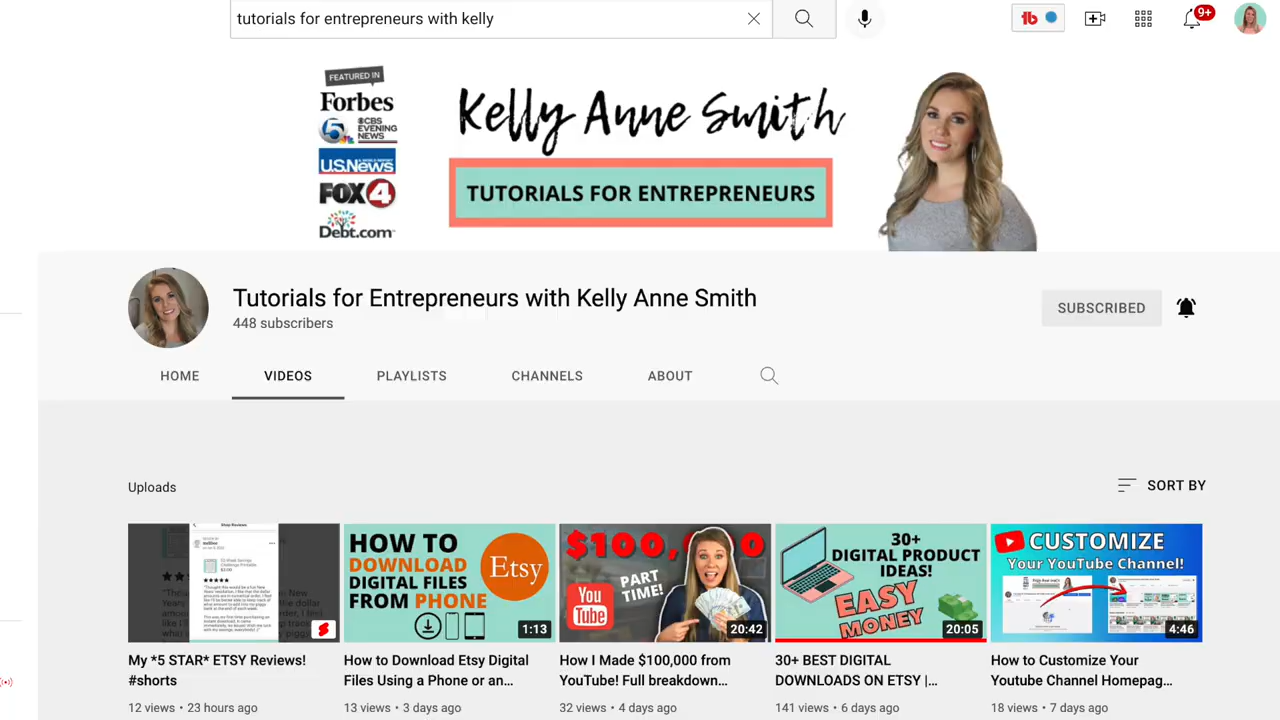 tutorials for entrepreneurs with kelly
9+
FEATURED IN
Forbes
5 CBS EVENING NEWS
U.S.News
FOX 4
Debt.com
Kelly Anne Smith
TUTORIALS FOR ENTREPRENEURS
Tutorials for Entrepreneurs with Kelly Anne Smith
448 subscribers
SUBSCRIBED
HOME VIDEOS PLAYLISTS CHANNELS ABOUT
Uploads
SORT BY
HOW TO
DOWNLOAD
DIGITAL FILES
FROM PHONE
Etsy
1:13
$100,000
PART
TIME!
You
Tube
20:42
30+
DIGITAL PRODUCT
IDEAS!
EASY
MONEY
20:05
CUSTOMIZE
Your YouTube Channel!
4:46
My *5 STAR* ETSY Reviews!
#shorts
12 views • 23 hours ago
How to Download Etsy Digital
Files Using a Phone or an...
13 views • 3 days ago
How I Made $100,000 from
YouTube! Full breakdown...
32 views • 4 days ago
30+ BEST DIGITAL
DOWNLOADS ON ETSY |...
141 views • 6 days ago
How to Customize Your
Youtube Channel Homepag...
18 views • 7 days ago